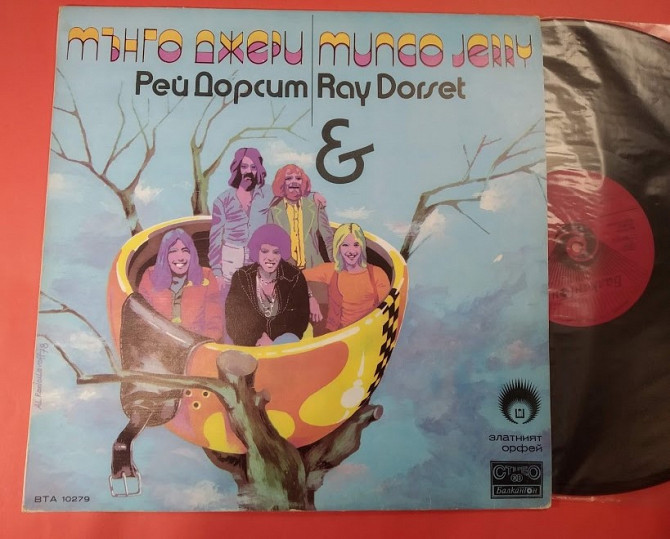 МЪНГО ДЖЕРИ
MUNGO JERRY
Рей Дорсит
Ray Dorset
&
златният
орфей
СТЕРЕО
Балкантон
ВТА 10279